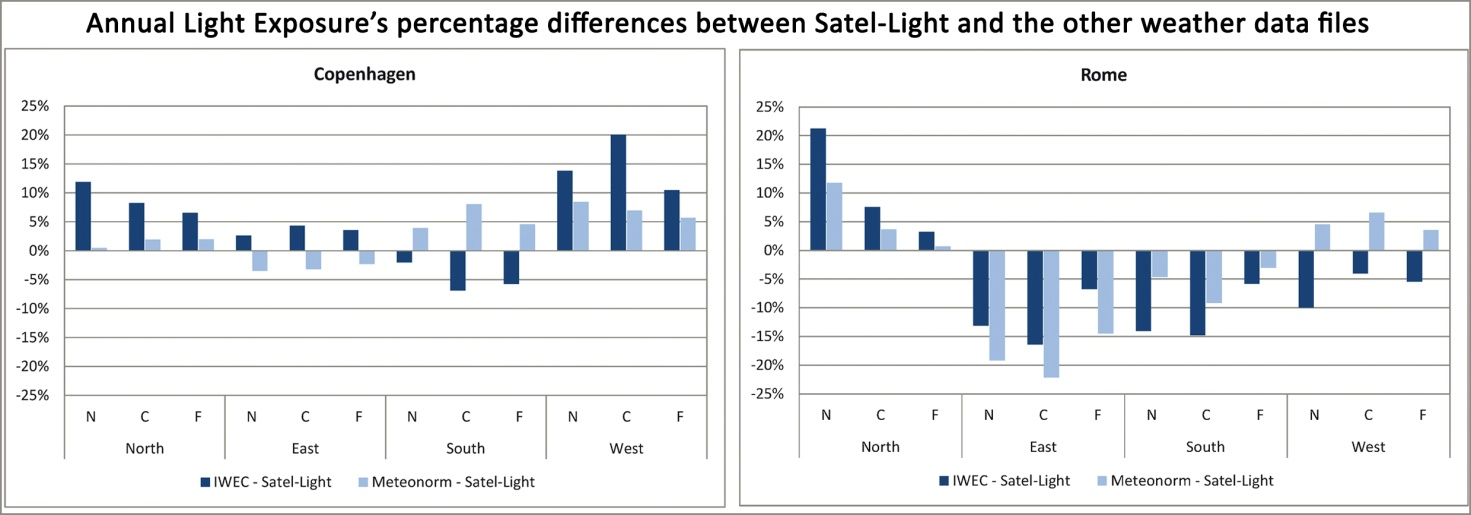 Annual Light Exposure’s percentage differences between Satel-Light and the other weather data files
Copenhagen
25%
20%
15%
10%
5%
0%
-5%
-10%
-15%
-20%
-25%
N C F N C F N C F N C F
North East South West
IWEC - Satel-Light Meteonorm - Satel-Light
Rome
25%
20%
15%
10%
5%
0%
-5%
-10%
-15%
-20%
-25%
N C F N C F N C F N C F
North East South West
IWEC - Satel-Light Meteonorm - Satel-Light